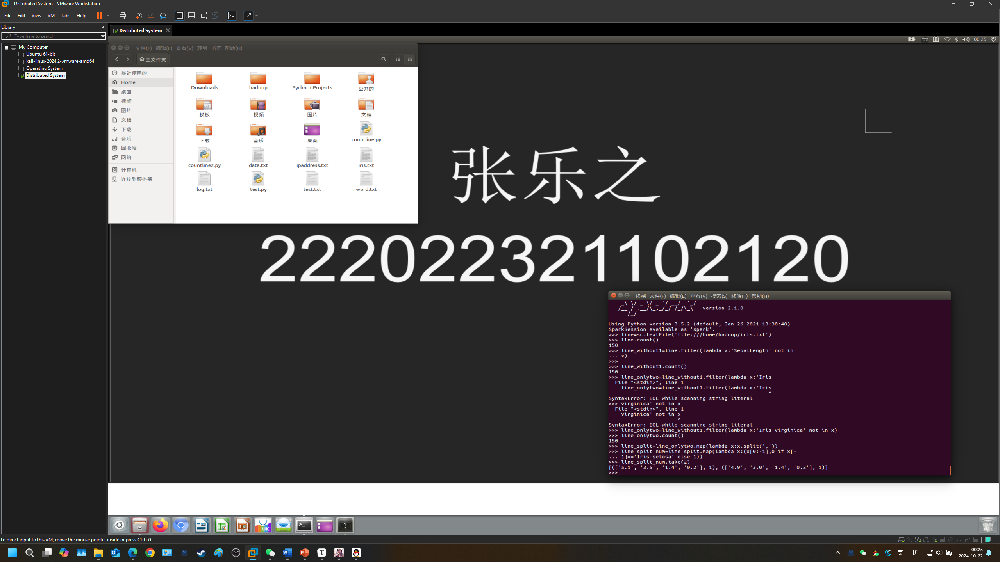 Distributed System - VMware Workstation
File Edit View VM Tabs Help
Library
Type here to search
My Computer
Ubuntu 64-bit
kali-linux-2024.2-vmware-amd64
Operating System
Distributed System
Distributed System
00:25
文件(F) 编辑(E) 查看(V) 转到 书签 帮助(H)
主文件夹
最近使用的
Home
桌面
视频
图片
文档
下载
音乐
回收站
网络
计算机
连接到服务器
Downloads hadoop PycharmProjects 公共的
模板 视频 图片 文档
下载 音乐 桌面 countline.py
countline2.py data.txt ipaddress.txt iris.txt
log.txt test.py test.txt word.txt
张乐之
222022321102120
终端 文件(F) 编辑(E) 查看(V) 搜索(S) 终端(T) 帮助(H)
version 2.1.0
Using Python version 3.5.2 (default, Jan 26 2021 13:30:48)
SparkSession available as 'spark'.
>>> line=sc.textFile('file:///home/hadoop/iris.txt')
>>> line.count()
150
>>> line_without1=line.filter(lambda x:'SepalLength' not in
... x)
>>>
>>> line_without1.count()
150
>>> line_onlytwo=line_without1.filter(lambda x:'Iris
File "<stdin>", line 1
line_onlytwo=line_without1.filter(lambda x:'Iris
^
SyntaxError: EOL while scanning string literal
>>> virginica' not in x
File "<stdin>", line 1
virginica' not in x
^
SyntaxError: EOL while scanning string literal
>>> line_onlytwo=line_without1.filter(lambda x:'Iris virginica' not in x)
>>> line_onlytwo.count()
150
>>> line_split=line_onlytwo.map(lambda x:x.split(','))
>>> line_split_num=line_split.map(lambda x:(x[0:-1],0 if x[-
... 1]=='Iris-setosa' else 1))
>>> line_split_num.take(2)
[(['5.1', '3.5', '1.4', '0.2'], 1), (['4.9', '3.0', '1.4', '0.2'], 1)]
>>>
UK
To direct input to this VM, move the mouse pointer inside or press Ctrl+G.
英 拼
00:25
2024-10-22